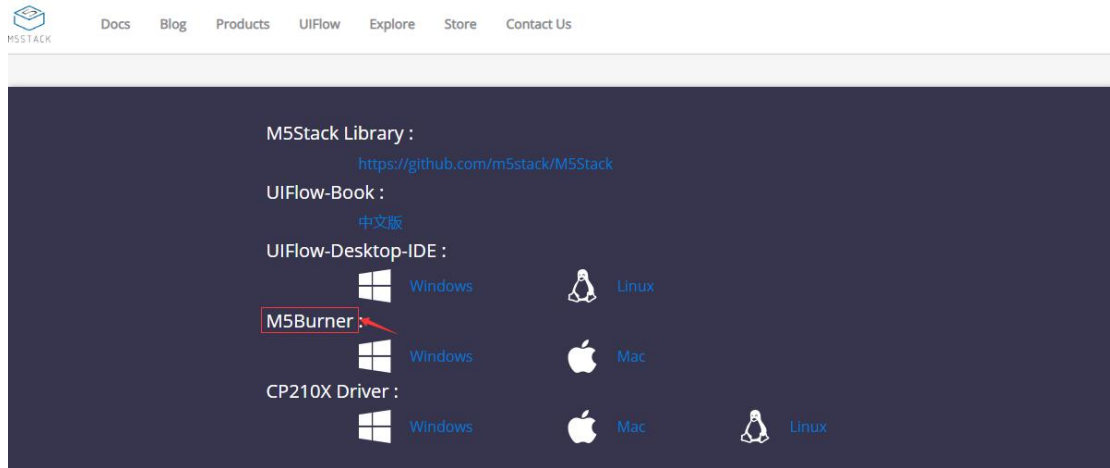 M5STACK
Docs Blog Products UIFlow Explore Store Contact Us
M5Stack Library :
https://github.com/m5stack/M5Stack
UIFlow-Book :
中文版
UIFlow-Desktop-IDE :
Windows Linux
M5Burner :
Windows Mac
CP210X Driver :
Windows Mac Linux